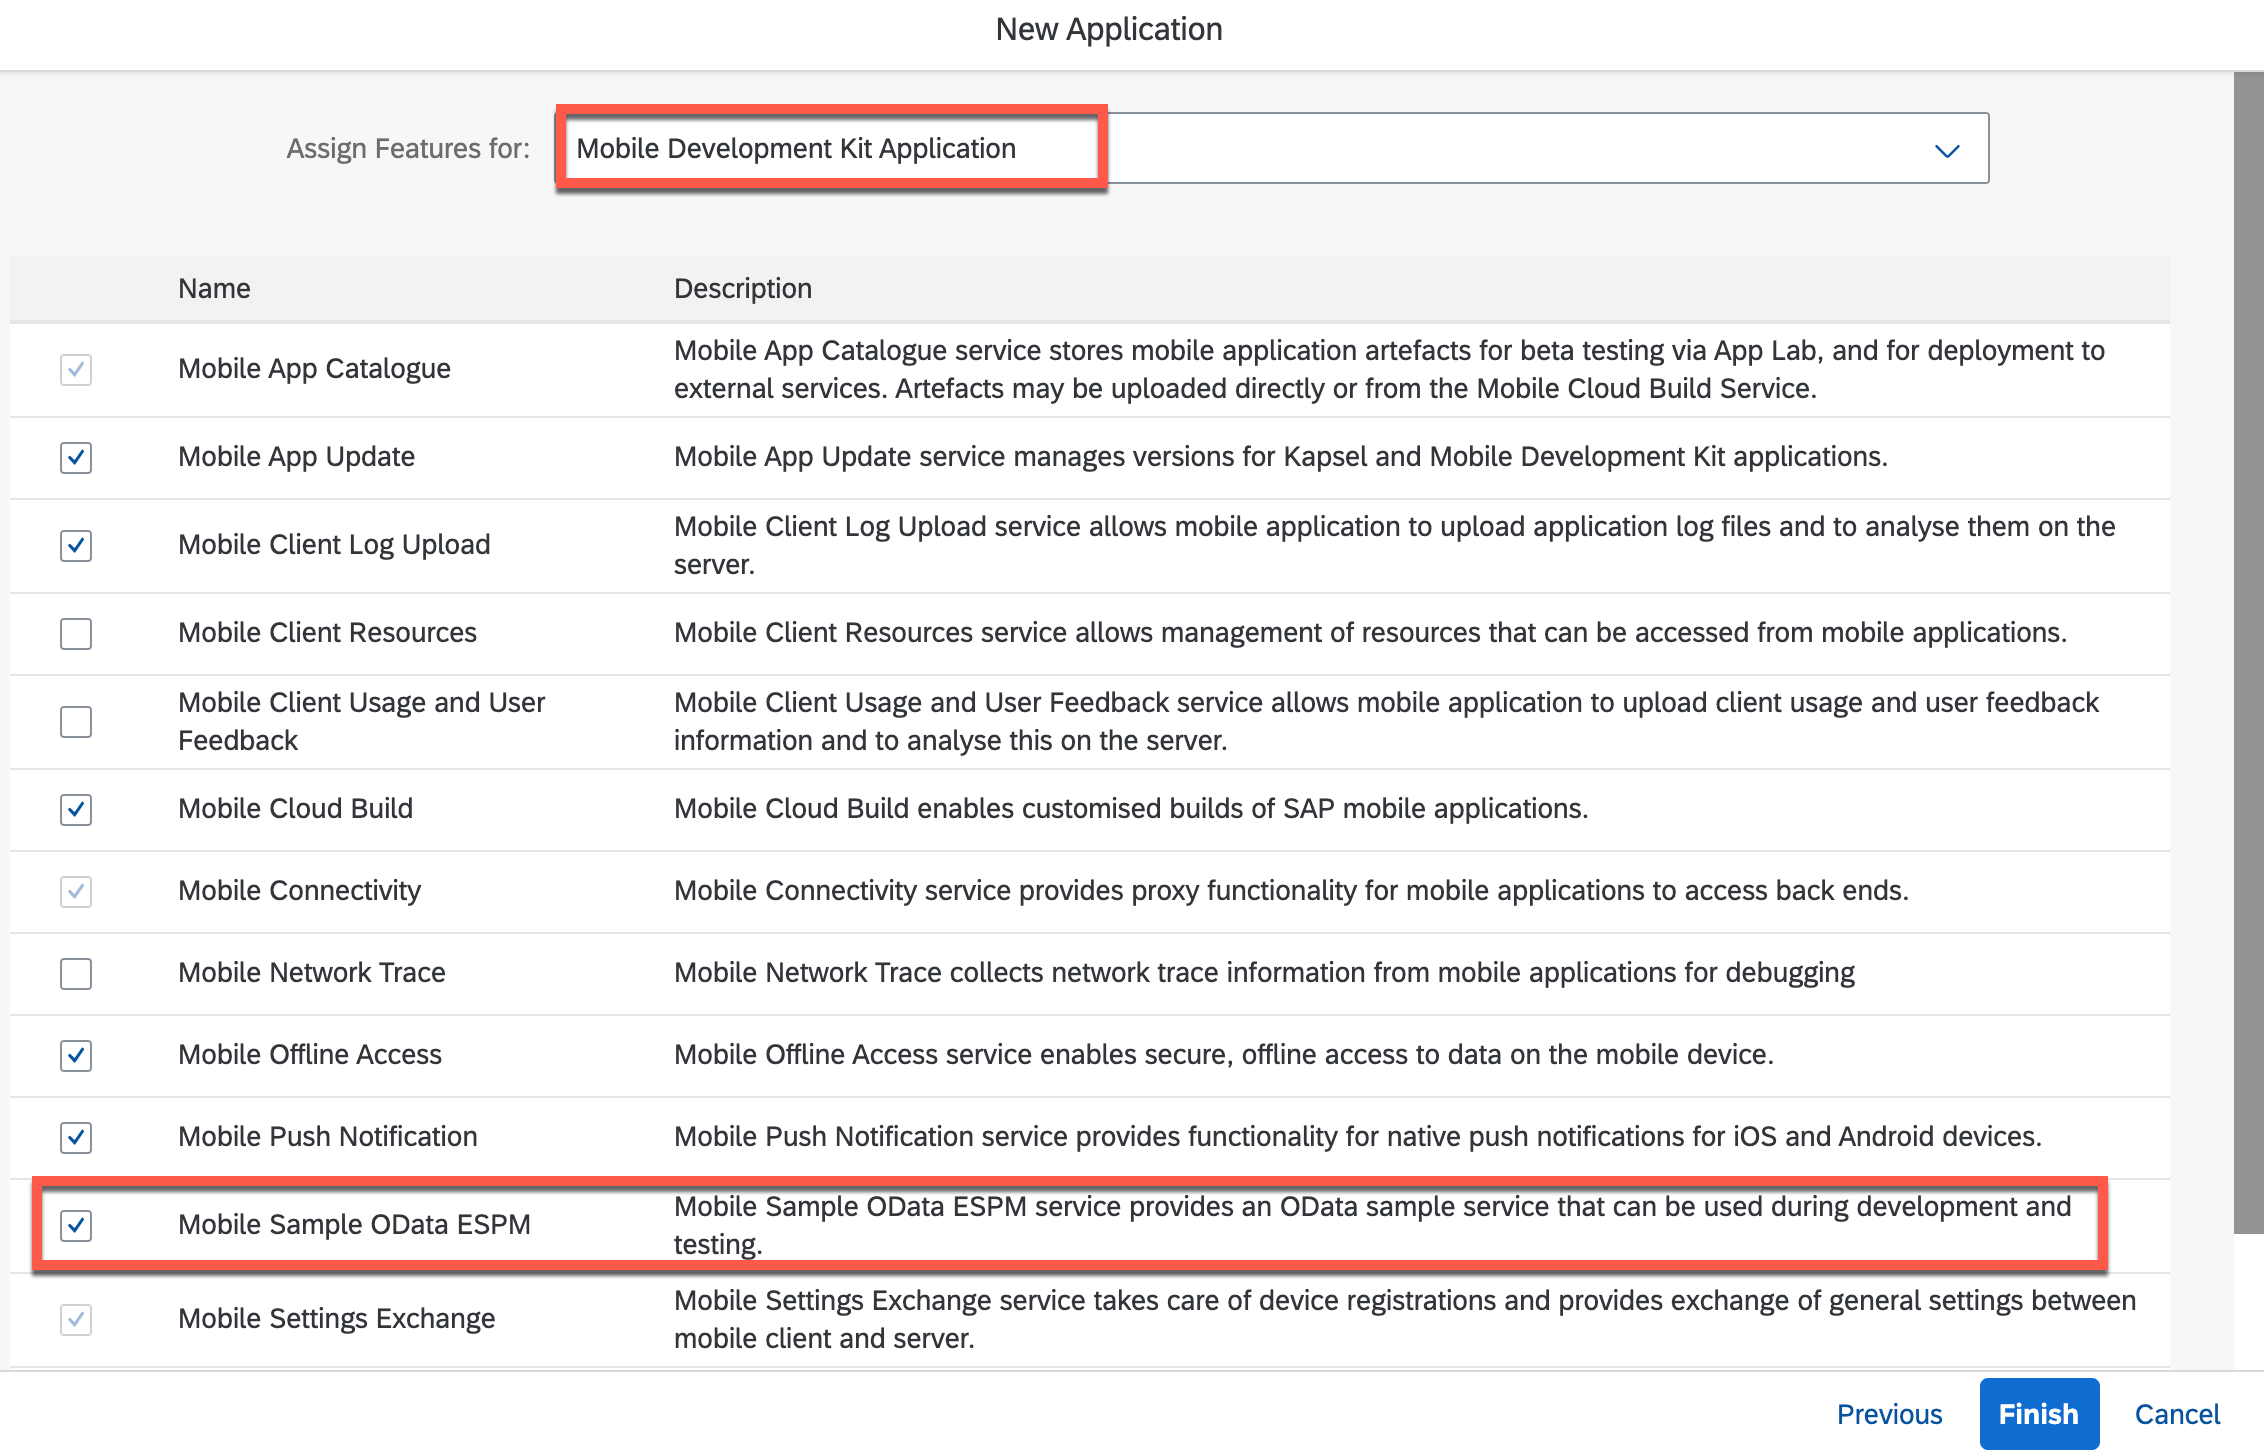 New Application
Assign Features for:
Mobile Development Kit Application
Name
Description
Mobile App Catalogue
Mobile App Catalogue service stores mobile application artefacts for beta testing via App Lab, and for deployment to
external services. Artefacts may be uploaded directly or from the Mobile Cloud Build Service.
Mobile App Update
Mobile App Update service manages versions for Kapsel and Mobile Development Kit applications.
Mobile Client Log Upload
Mobile Client Log Upload service allows mobile application to upload application log files and to analyse them on the
server.
Mobile Client Resources
Mobile Client Resources service allows management of resources that can be accessed from mobile applications.
Mobile Client Usage and User
Feedback
Mobile Client Usage and User Feedback service allows mobile application to upload client usage and user feedback
information and to analyse this on the server.
Mobile Cloud Build
Mobile Cloud Build enables customised builds of SAP mobile applications.
Mobile Connectivity
Mobile Connectivity service provides proxy functionality for mobile applications to access back ends.
Mobile Network Trace
Mobile Network Trace collects network trace information from mobile applications for debugging
Mobile Offline Access
Mobile Offline Access service enables secure, offline access to data on the mobile device.
Mobile Push Notification
Mobile Push Notification service provides functionality for native push notifications for iOS and Android devices.
Mobile Sample OData ESPM
Mobile Sample OData ESPM service provides an OData sample service that can be used during development and
testing.
Mobile Settings Exchange
Mobile Settings Exchange service takes care of device registrations and provides exchange of general settings between
mobile client and server.
Previous
Finish
Cancel